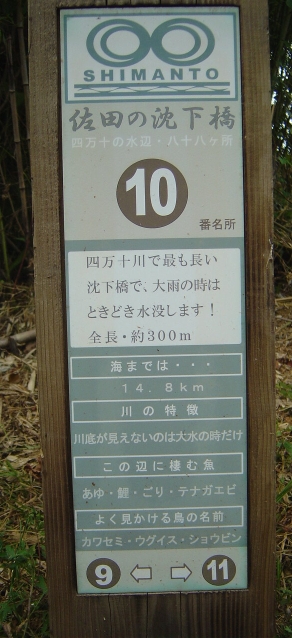 SHIMANTO
佐田の沈下橋
四万十の水辺・八十八ヶ所
10
番名所
四万十川で最も長い
沈下橋で、大雨の時は
ときどき水没します！
全長・約300m
海までは・・・
14.8km
川の特徴
川底が見えないのは大水の時だけ
この辺に棲む魚
あゆ・鯉・ごり・テナガエビ
よく見かける鳥の名前
カワセミ・ウグイス・ショウビン
9 ⇦ ⇨ 11